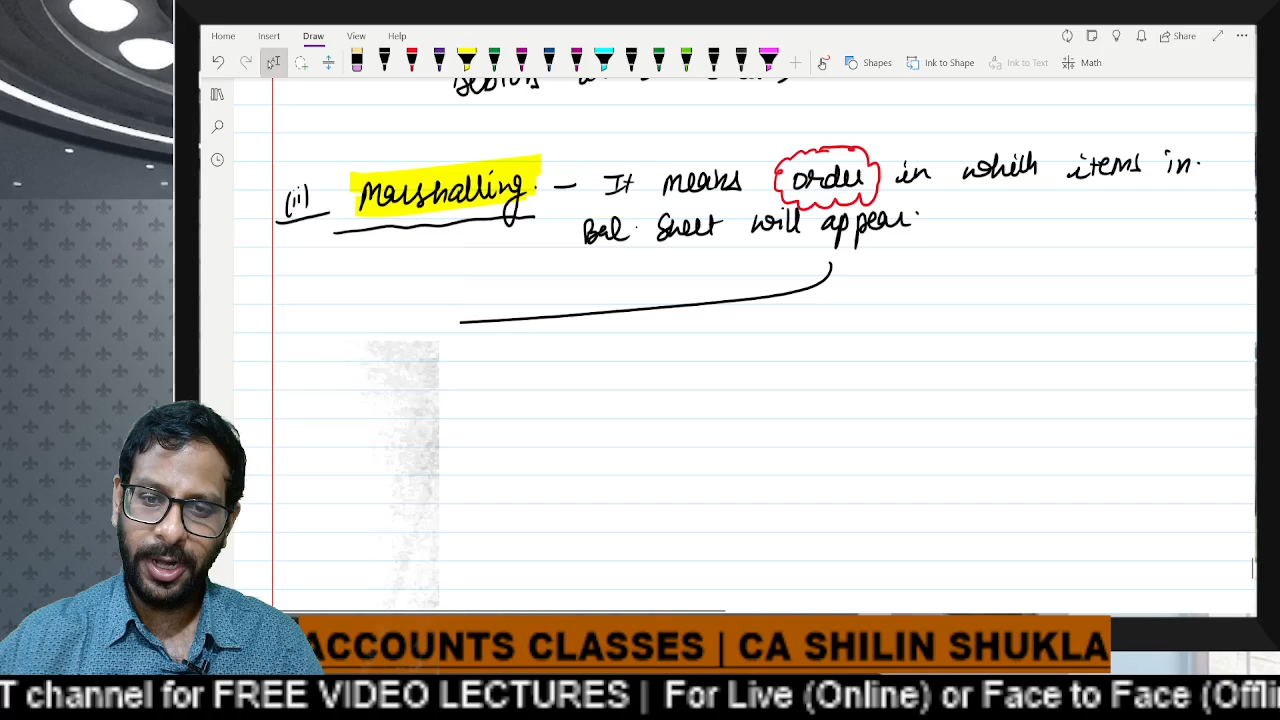 Home Insert Draw View Help
Share
Shapes Ink to Shape Ink to Text Math
(ii) Marshalling. — It means order in which items in.
Bal. Sheet will appear.
ACCOUNTS CLASSES | CA SHILIN SHUKLA
T channel for FREE VIDEO LECTURES | For Live (Online) or Face to Face (Offli